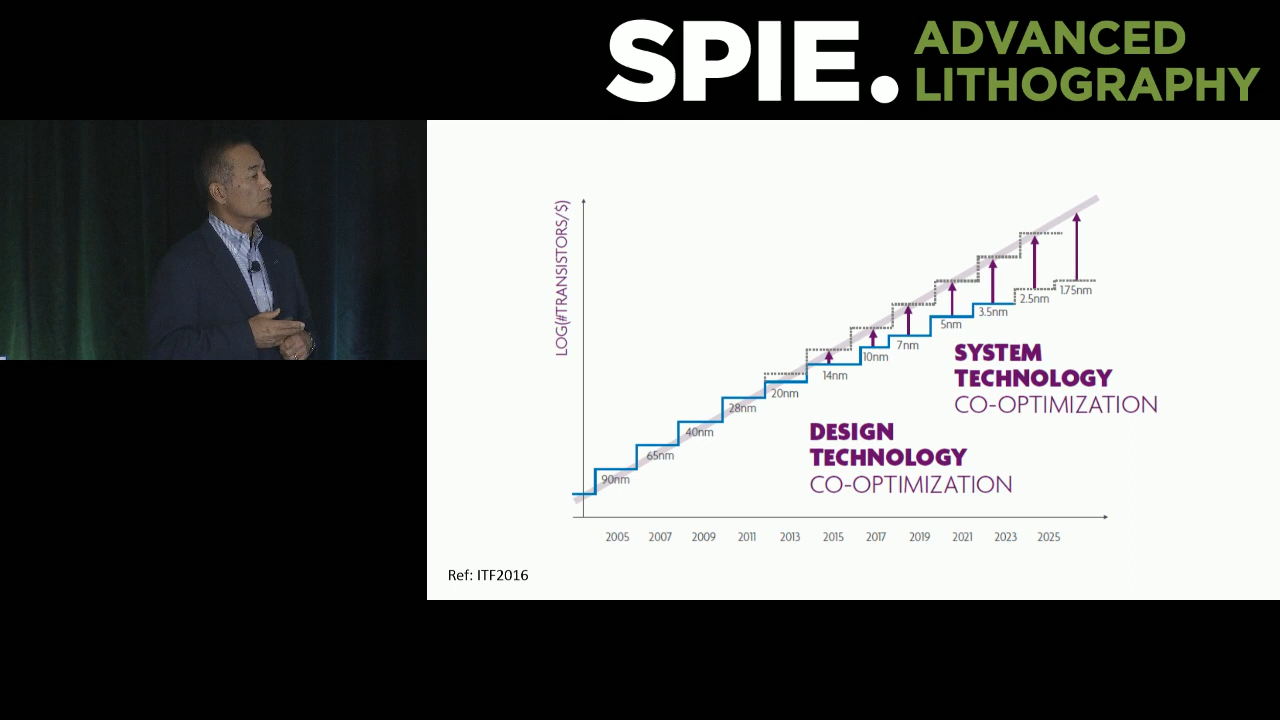 SPIE. ADVANCED
LITHOGRAPHY
LOG(#TRANSISTORS/$)
90nm
65nm
40nm
28nm
20nm
14nm
10nm
7nm
5nm
3.5nm
2.5nm
1.75nm
SYSTEM
TECHNOLOGY
CO-OPTIMIZATION
DESIGN
TECHNOLOGY
CO-OPTIMIZATION
2005 2007 2009 2011 2013 2015 2017 2019 2021 2023 2025
Ref: ITF2016